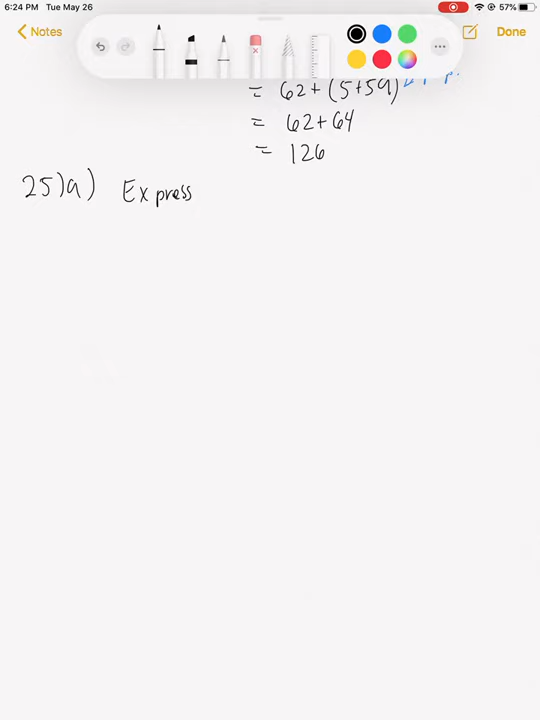 6:24 PM Tue May 26
57%
Notes
Done
= 62+(5+59)
= 62+64
= 126
25)a) Express